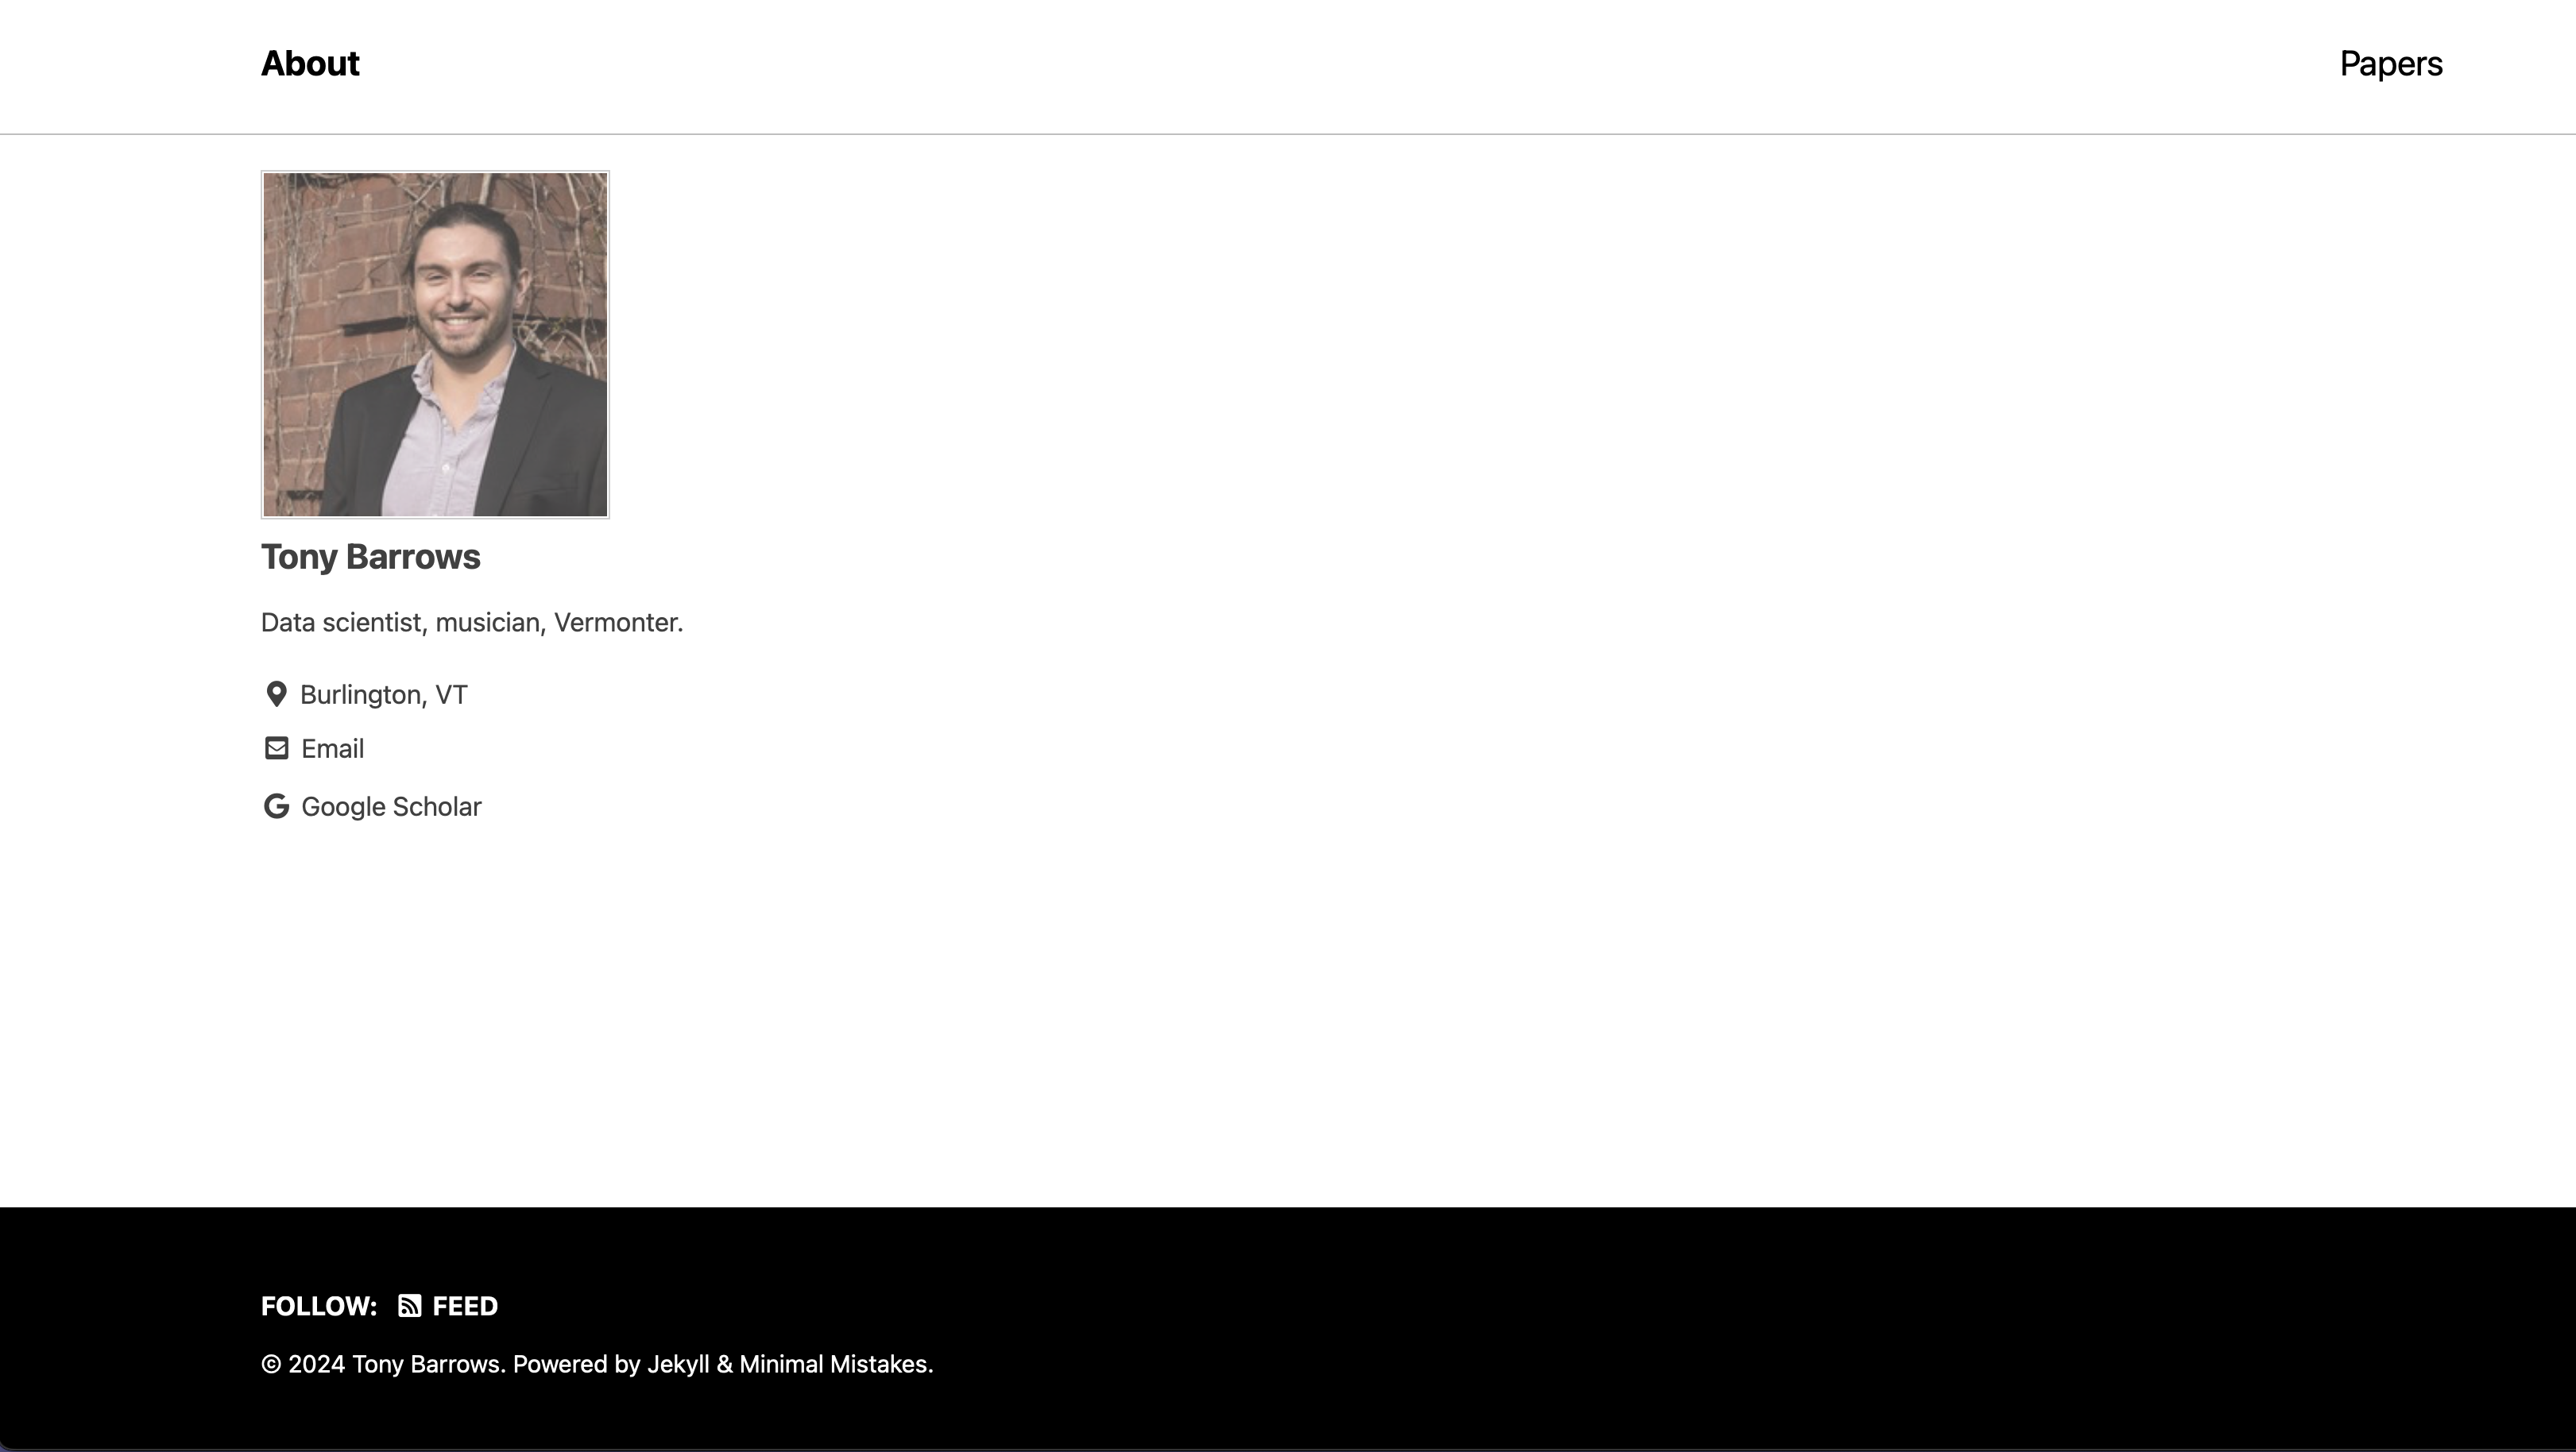 About
Papers
Tony Barrows
Data scientist, musician, Vermonter.
Burlington, VT
Email
Google Scholar
FOLLOW: FEED
© 2024 Tony Barrows. Powered by Jekyll & Minimal Mistakes.